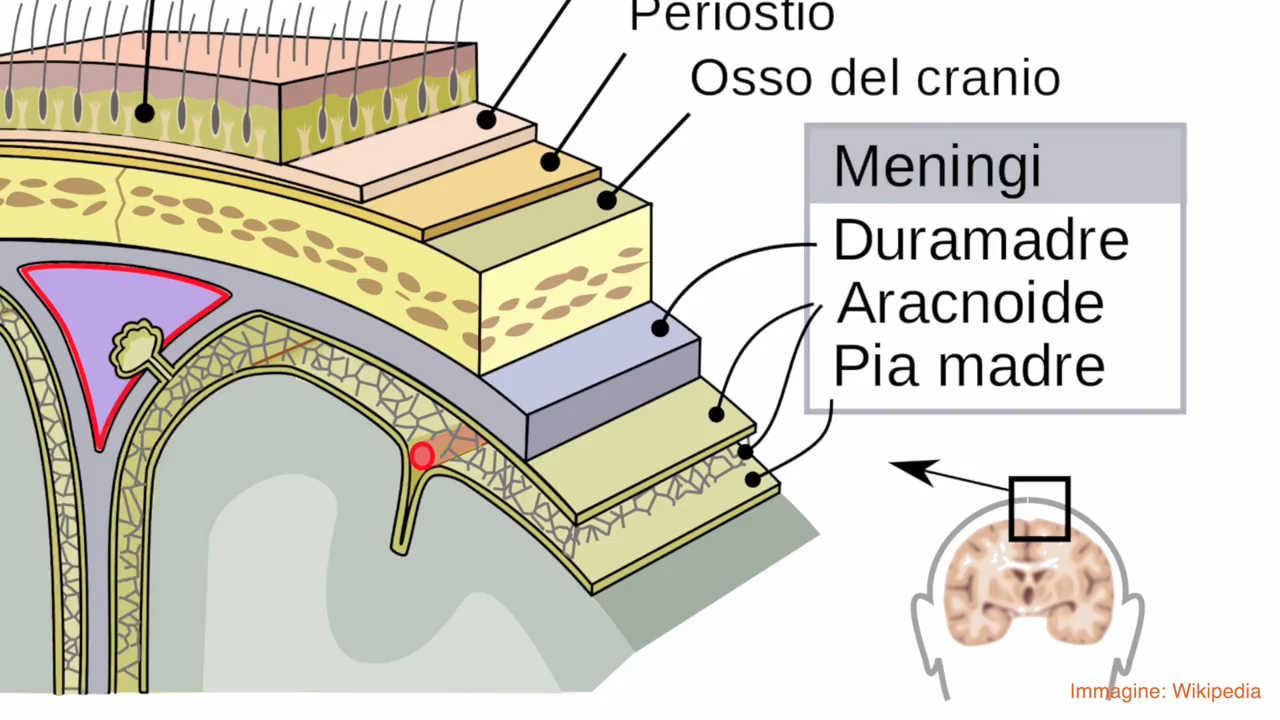 Periostio
Osso del cranio
Meningi
Duramadre
Aracnoide
Pia madre
Immagine: Wikipedia